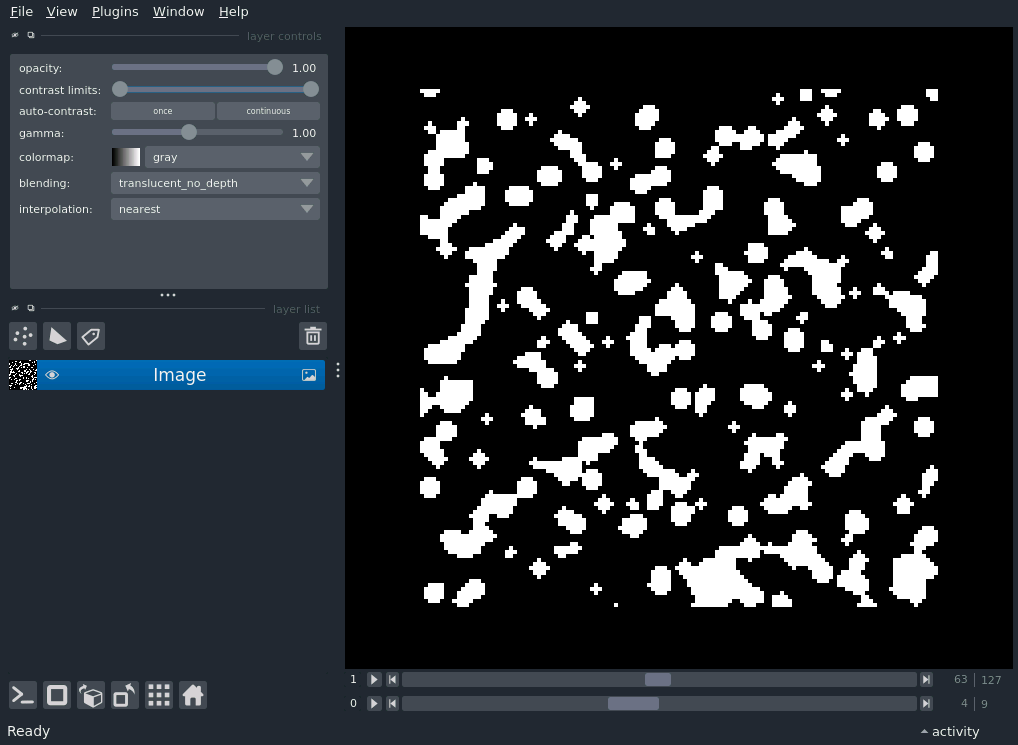 File View Plugins Window Help
layer controls
opacity: 1.00
contrast limits:
auto-contrast: once continuous
gamma: 1.00
colormap: gray
blending: translucent_no_depth
interpolation: nearest
layer list
Image
1 63 127
0 4 9
Ready activity